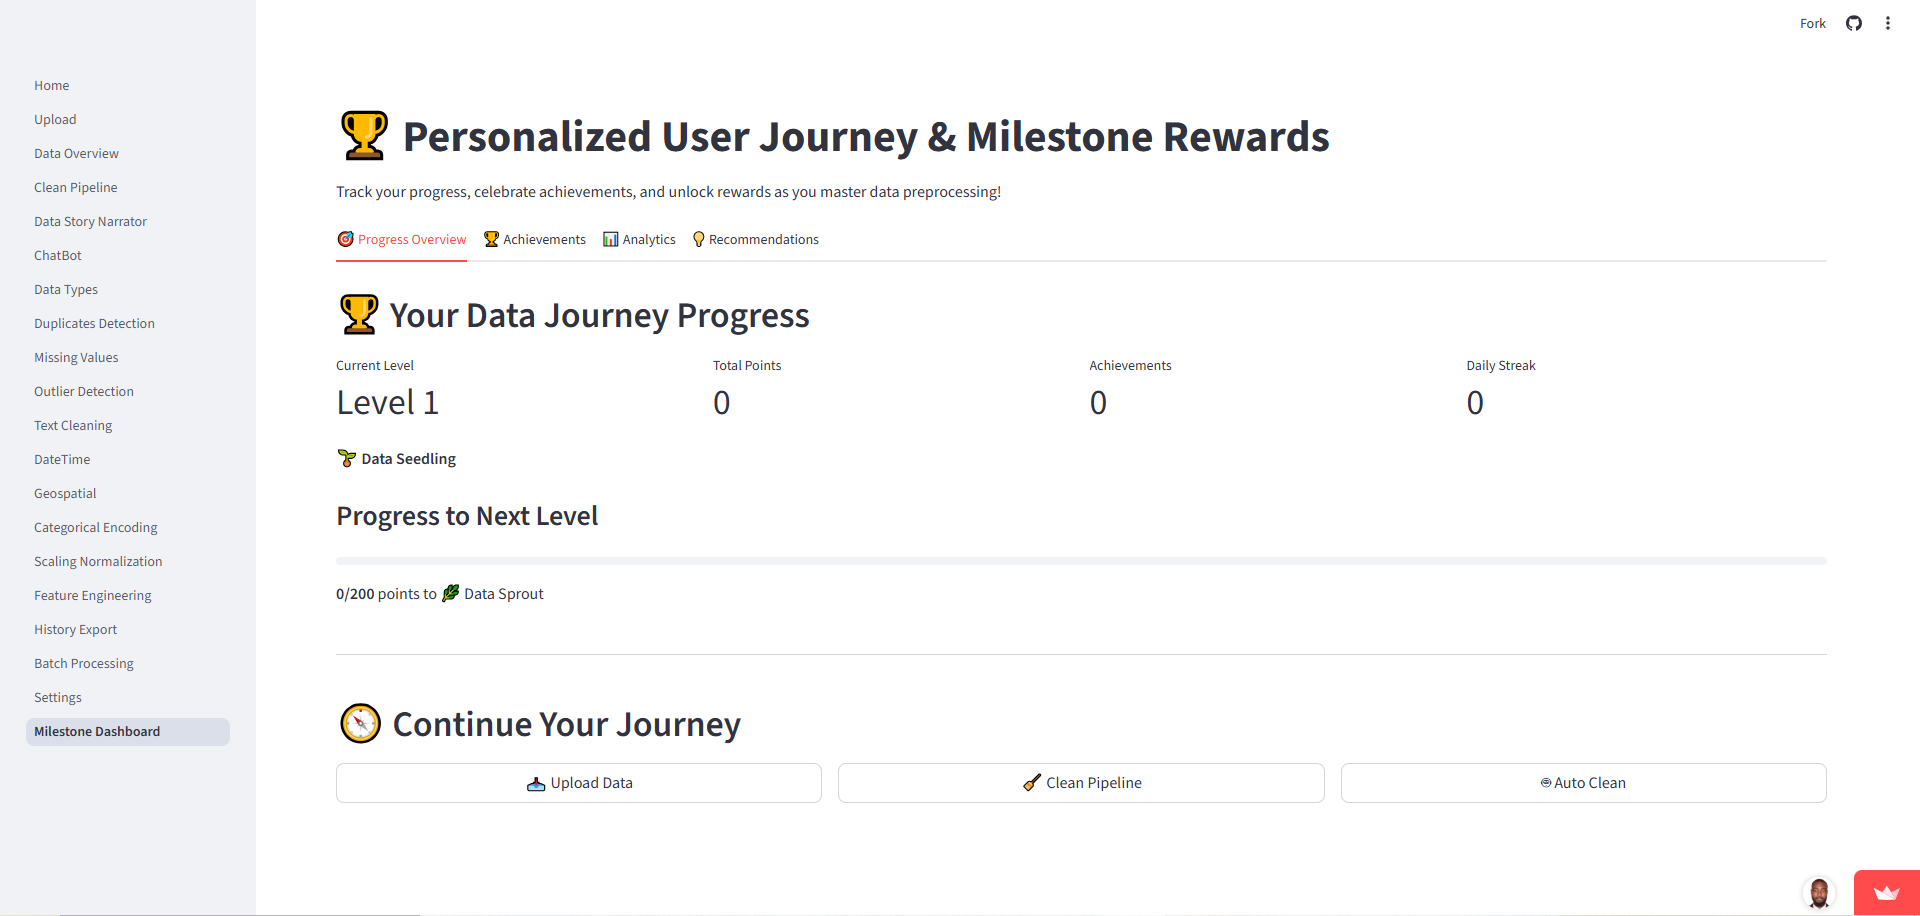 Fork
Home
Upload
Data Overview
Clean Pipeline
Data Story Narrator
ChatBot
Data Types
Duplicates Detection
Missing Values
Outlier Detection
Text Cleaning
DateTime
Geospatial
Categorical Encoding
Scaling Normalization
Feature Engineering
History Export
Batch Processing
Settings
Milestone Dashboard
Personalized User Journey & Milestone Rewards
Track your progress, celebrate achievements, and unlock rewards as you master data preprocessing!
Progress Overview Achievements Analytics Recommendations
Your Data Journey Progress
Current Level Total Points Achievements Daily Streak
Level 1 0 0 0
Data Seedling
Progress to Next Level
0/200 points to Data Sprout
Continue Your Journey
Upload Data Clean Pipeline Auto Clean